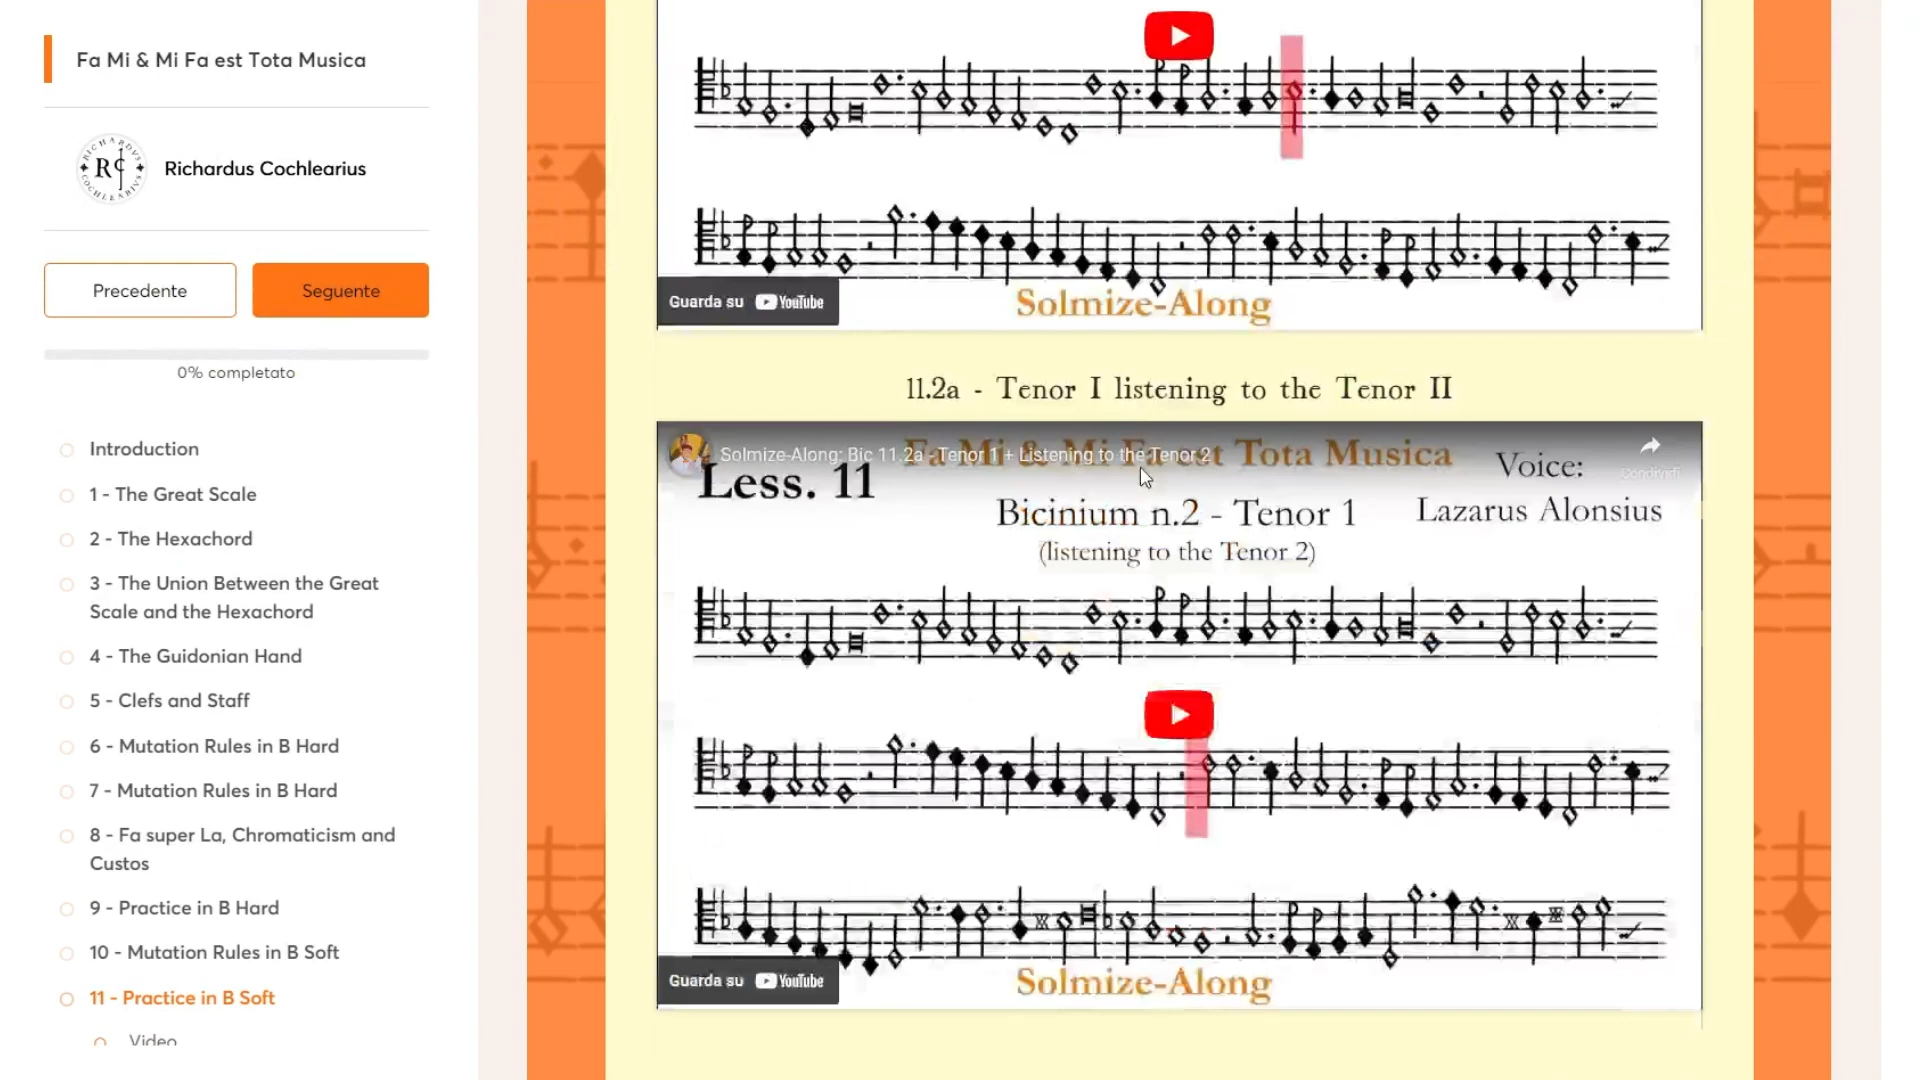 Fa Mi & Mi Fa est Tota Musica
RICHARDUS COCHLEARIUS
RC
Richardus Cochlearius
Precedente
Seguente
0% completato
Introduction
1 - The Great Scale
2 - The Hexachord
3 - The Union Between the Great
Scale and the Hexachord
4 - The Guidonian Hand
5 - Clefs and Staff
6 - Mutation Rules in B Hard
7 - Mutation Rules in B Hard
8 - Fa super La, Chromaticism and
Custos
9 - Practice in B Hard
10 - Mutation Rules in B Soft
11 - Practice in B Soft
Video
Guarda su YouTube
Solmize-Along
11.2a - Tenor I listening to the Tenor II
Solmize-Along: Bic 11.2a - Tenor 1 + Listening to the Tenor 2
Fa Mi & Mi Fa est Tota Musica
Condividi
Less. 11
Voice:
Bicinium n.2 - Tenor 1
Lazarus Alonsius
(listening to the Tenor 2)
Guarda su YouTube
Solmize-Along